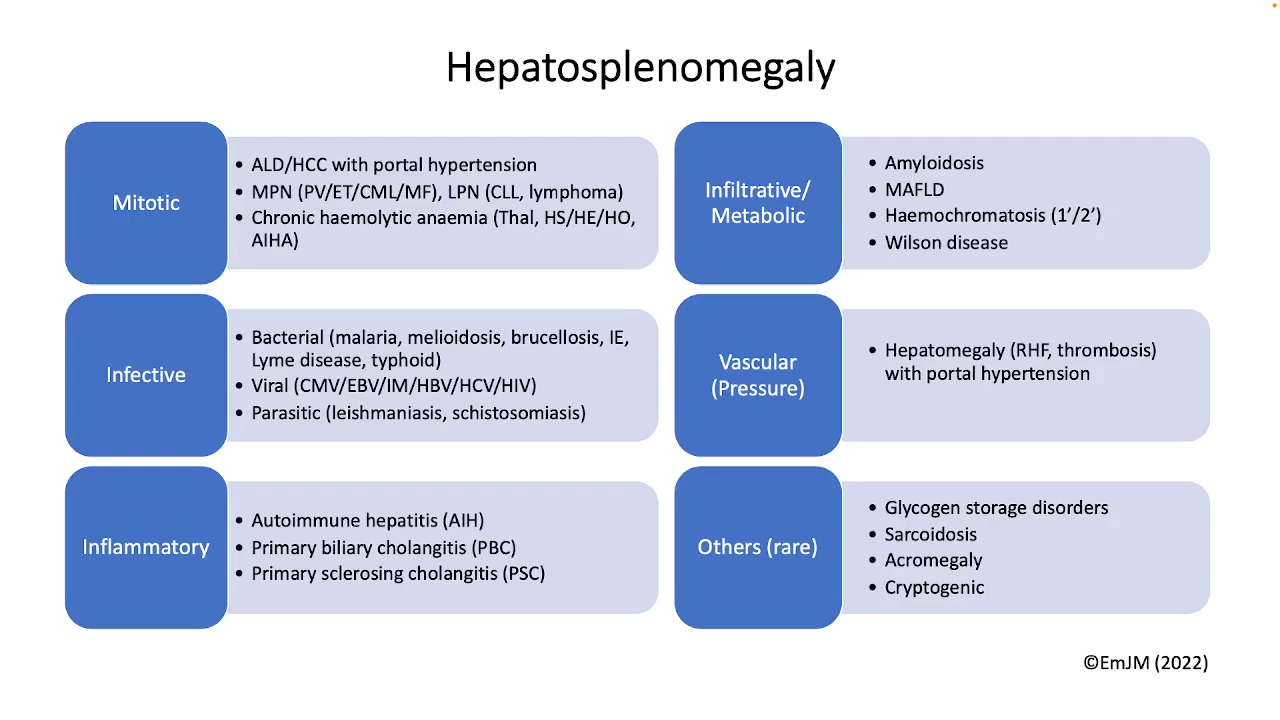 Hepatosplenomegaly
Mitotic
• ALD/HCC with portal hypertension
• MPN (PV/ET/CML/MF), LPN (CLL, lymphoma)
• Chronic haemolytic anaemia (Thal, HS/HE/HO,
AIHA)
Infiltrative/
Metabolic
• Amyloidosis
• MAFLD
• Haemochromatosis (1’/2’)
• Wilson disease
Infective
• Bacterial (malaria, melioidosis, brucellosis, IE,
Lyme disease, typhoid)
• Viral (CMV/EBV/IM/HBV/HCV/HIV)
• Parasitic (leishmaniasis, schistosomiasis)
Vascular
(Pressure)
• Hepatomegaly (RHF, thrombosis)
with portal hypertension
Inflammatory
• Autoimmune hepatitis (AIH)
• Primary biliary cholangitis (PBC)
• Primary sclerosing cholangitis (PSC)
Others (rare)
• Glycogen storage disorders
• Sarcoidosis
• Acromegaly
• Cryptogenic
©EmJM (2022)